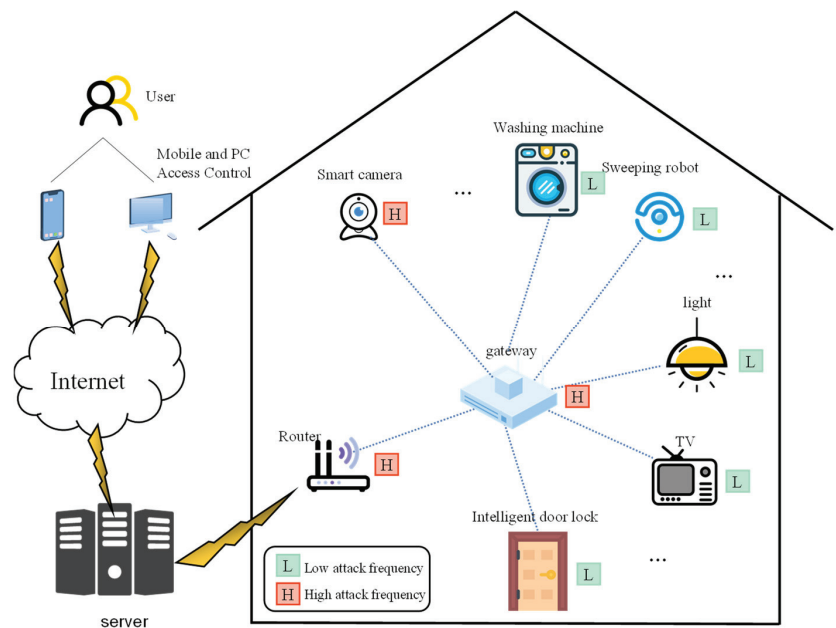 User
Mobile and PC
Access Control
Washing machine
Smart camera
...
Sweeping robot
H
L
L
...
light
gateway
L
Internet
H
Router
TV
H
L
Intelligent door lock
...
L Low attack frequency
L
H High attack frequency
server